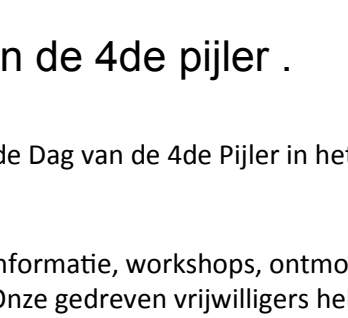 n de 4de pijler .
de Dag van de 4de Pijler in het
nformatie, workshops, ontmo
Onze gedreven vrijwilligers he